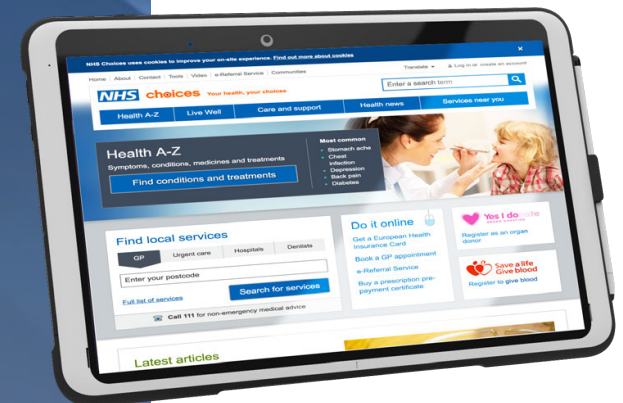 NHS Choices uses cookies to improve your on-site experience. Find out more about cookies
×
Home About Contact Tools Video e-Referral Service Communities
Translate
Log in or create an account
NHS choices Your health, your choices
Enter a search term
Health A-Z Live Well Care and support Health news Services near you
Health A-Z
Symptoms, conditions, medicines and treatments
Find conditions and treatments
Most common
• Stomach ache
• Chest
infection
• Depression
• Back pain
• Diabetes
Find local services
GP Urgent care Hospitals Dentists
Enter your postcode
Full list of services
Search for services
Call 111 for non-emergency medical advice
Do it online
Get a European Health
Insurance Card
Book a GP appointment
e-Referral Service
Buy a prescription pre-
payment certificate
Yes I donate
ORGAN DONATION
Register as an organ
donor
Save a life
Give blood
Register to give blood
Latest articles